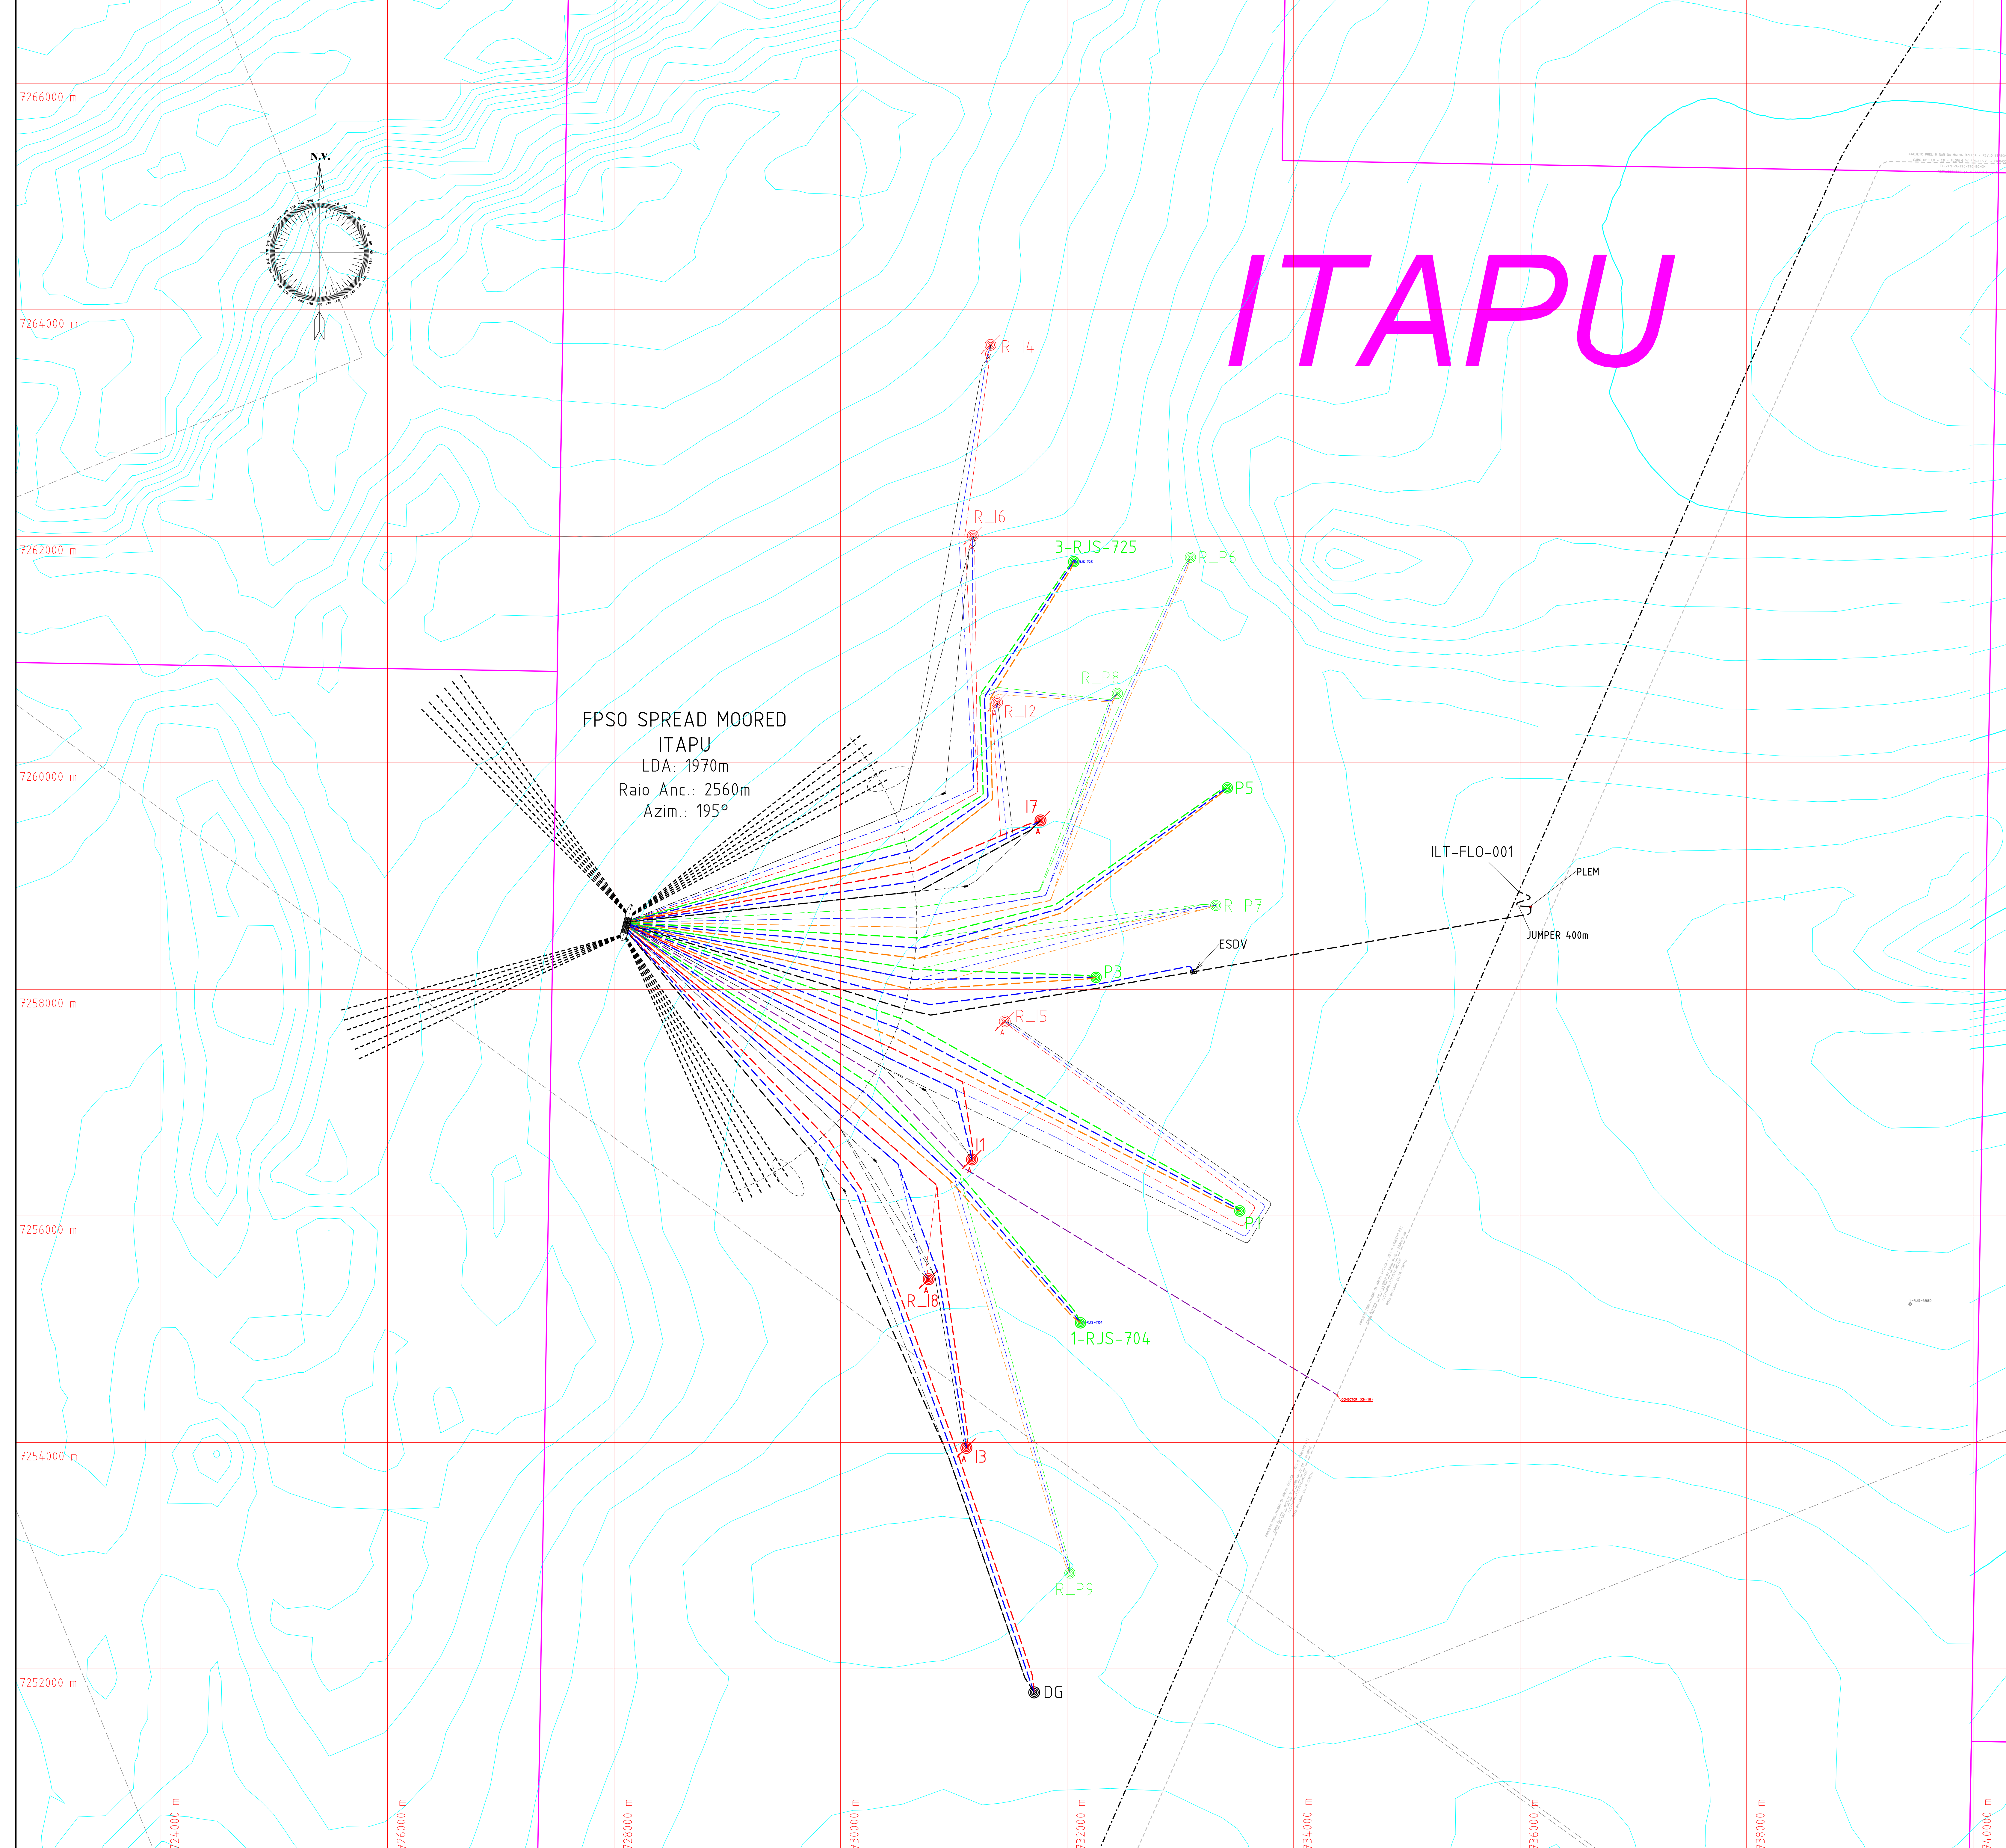 7266000 m
N.V.
ITAPU
7264000 m
R_I4
R_I6
7262000 m
3-RJS-725
R_P6
R_P8
R_I2
FPSO SPREAD MOORED
ITAPU
LDA: 1970m
Raio Anc.: 2560m
Azim.: 195°
7260000 m
P5
I7
A
ILT-FLO-001
PLEM
R_P7
JUMPER 400m
ESDV
P3
7258000 m
R_I5
A
I1
A
7256000 m
P1
A
R_I8
1-RJS-704
7254000 m
I3
A
R_P9
7252000 m
DG
724000 m
726000 m
728000 m
730000 m
732000 m
734000 m
736000 m
738000 m
740000 m